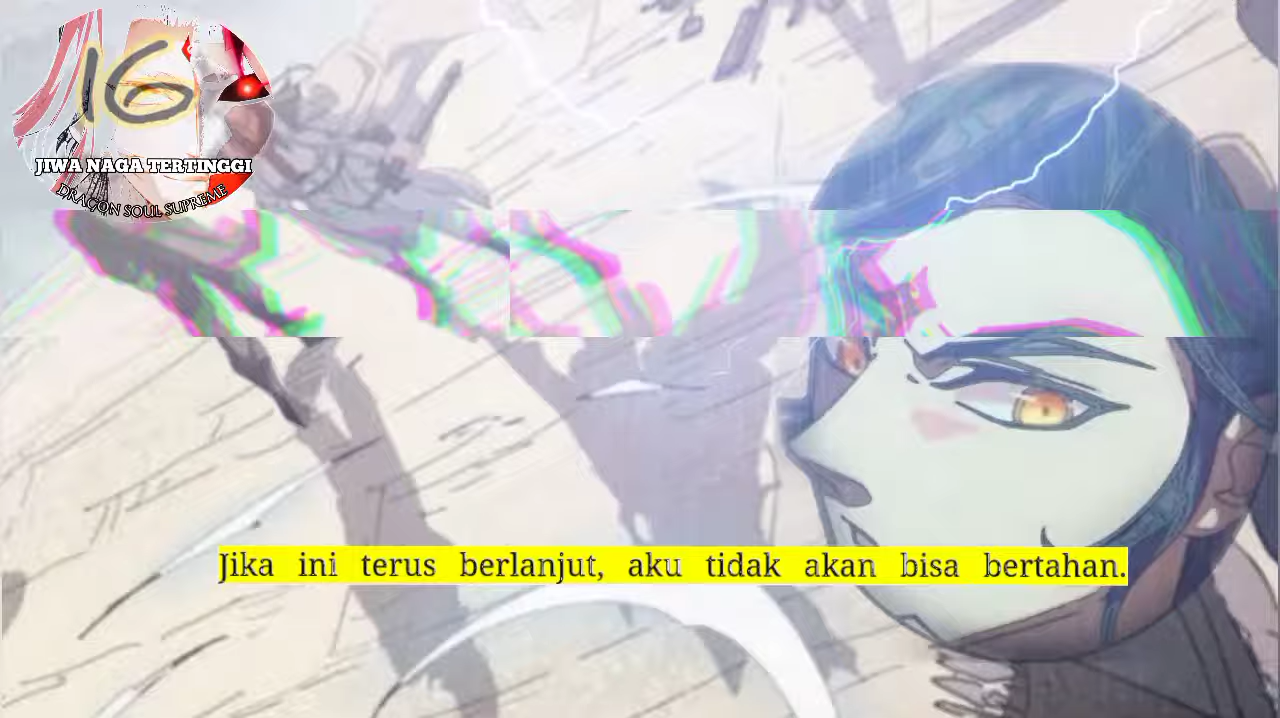 16
JIWA NAGA TERTINGGI
DRAGON SOUL SUPREME
Jika ini terus berlanjut, aku tidak akan bisa bertahan.